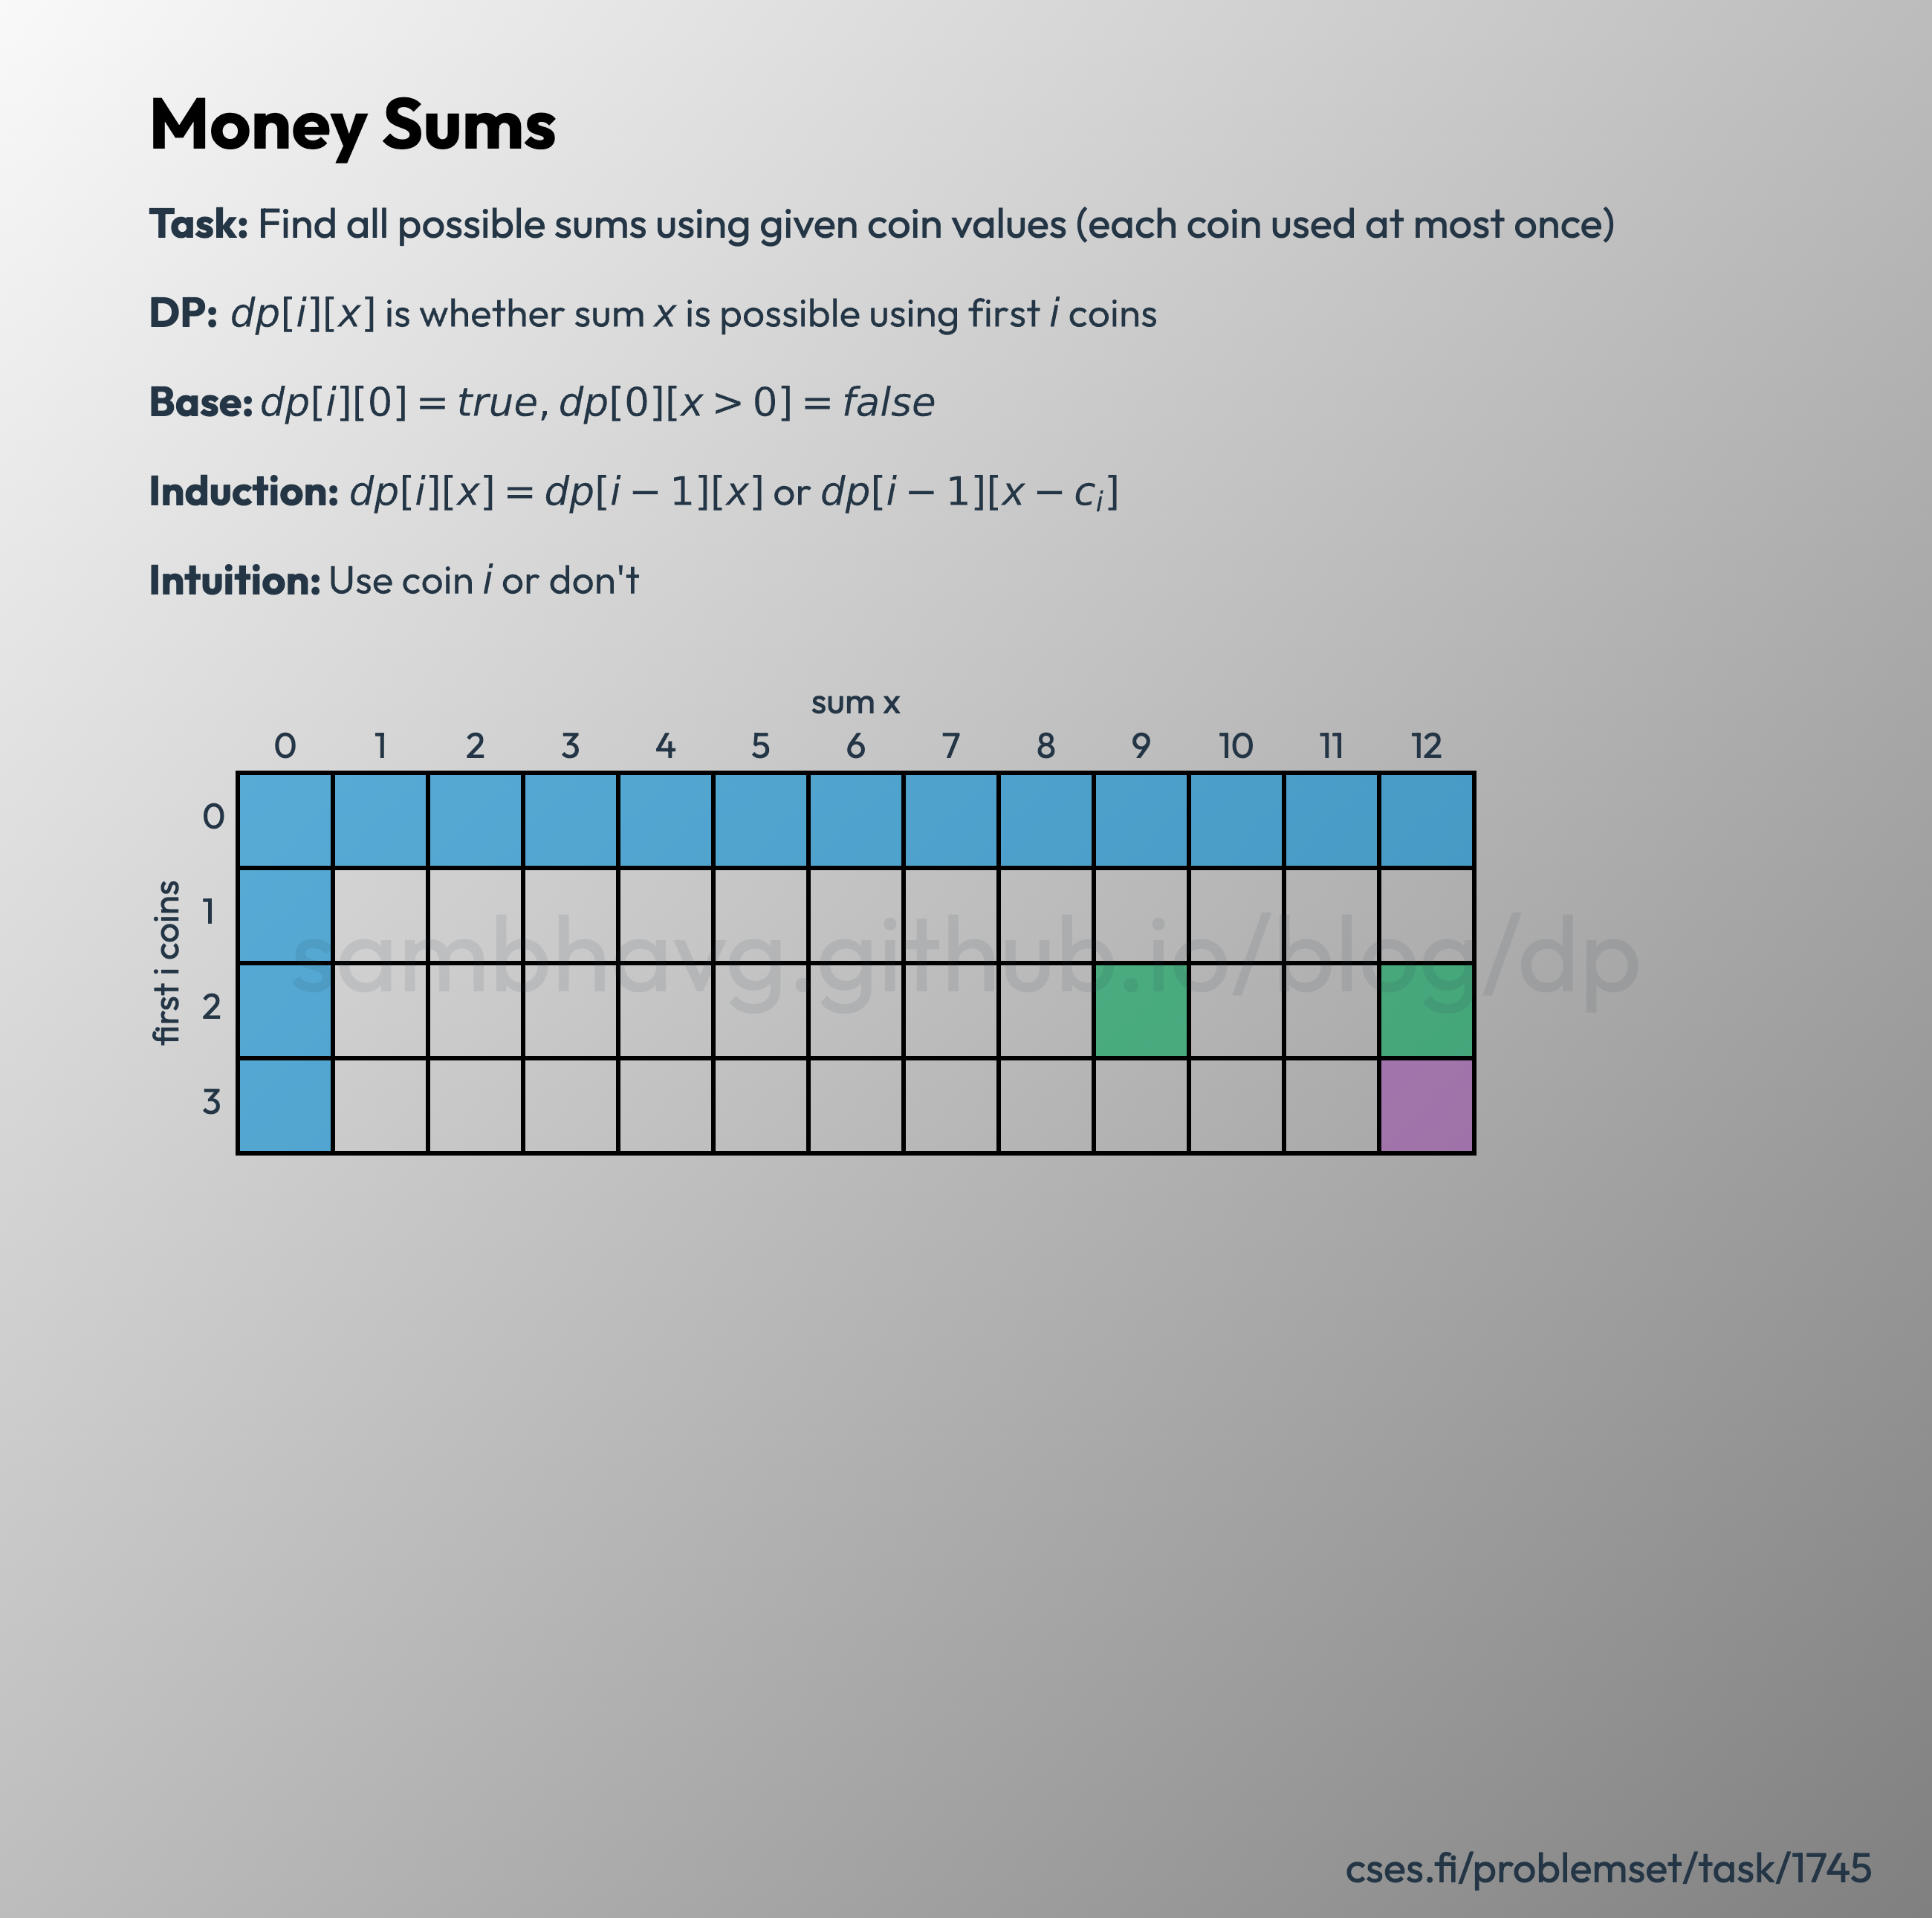 Money Sums
Task: Find all possible sums using given coin values (each coin used at most once)
DP: dp[i][x] is whether sum x is possible using first i coins
Base: dp[i][0] = true, dp[0][x > 0] = false
Induction: dp[i][x] = dp[i − 1][x] or dp[i − 1][x − cᵢ]
Intuition: Use coin i or don't
sum x
0 1 2 3 4 5 6 7 8 9 10 11 12
first i coins
0
1
2
3
sambhavg.github.io/blog/dp
cses.fi/problemset/task/1745